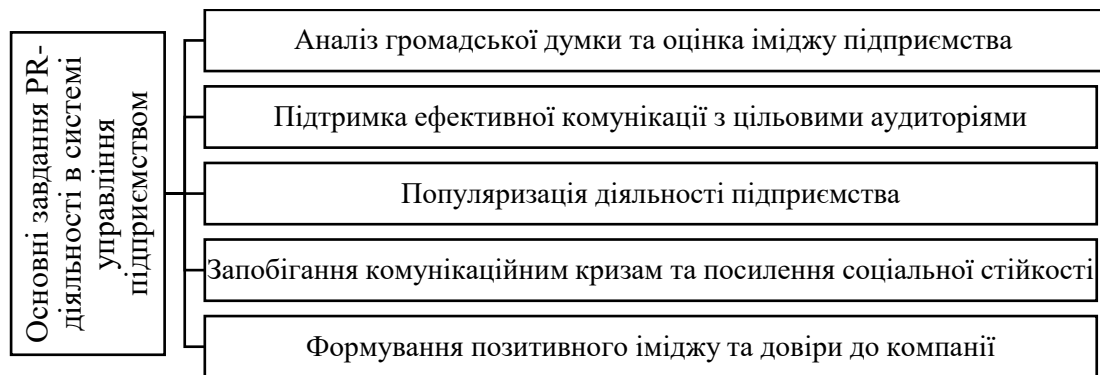 Основні завдання PR-
діяльності в системі
управління
підприємством
Аналіз громадської думки та оцінка іміджу підприємства
Підтримка ефективної комунікації з цільовими аудиторіями
Популяризація діяльності підприємства
Запобігання комунікаційним кризам та посилення соціальної стійкості
Формування позитивного іміджу та довіри до компанії